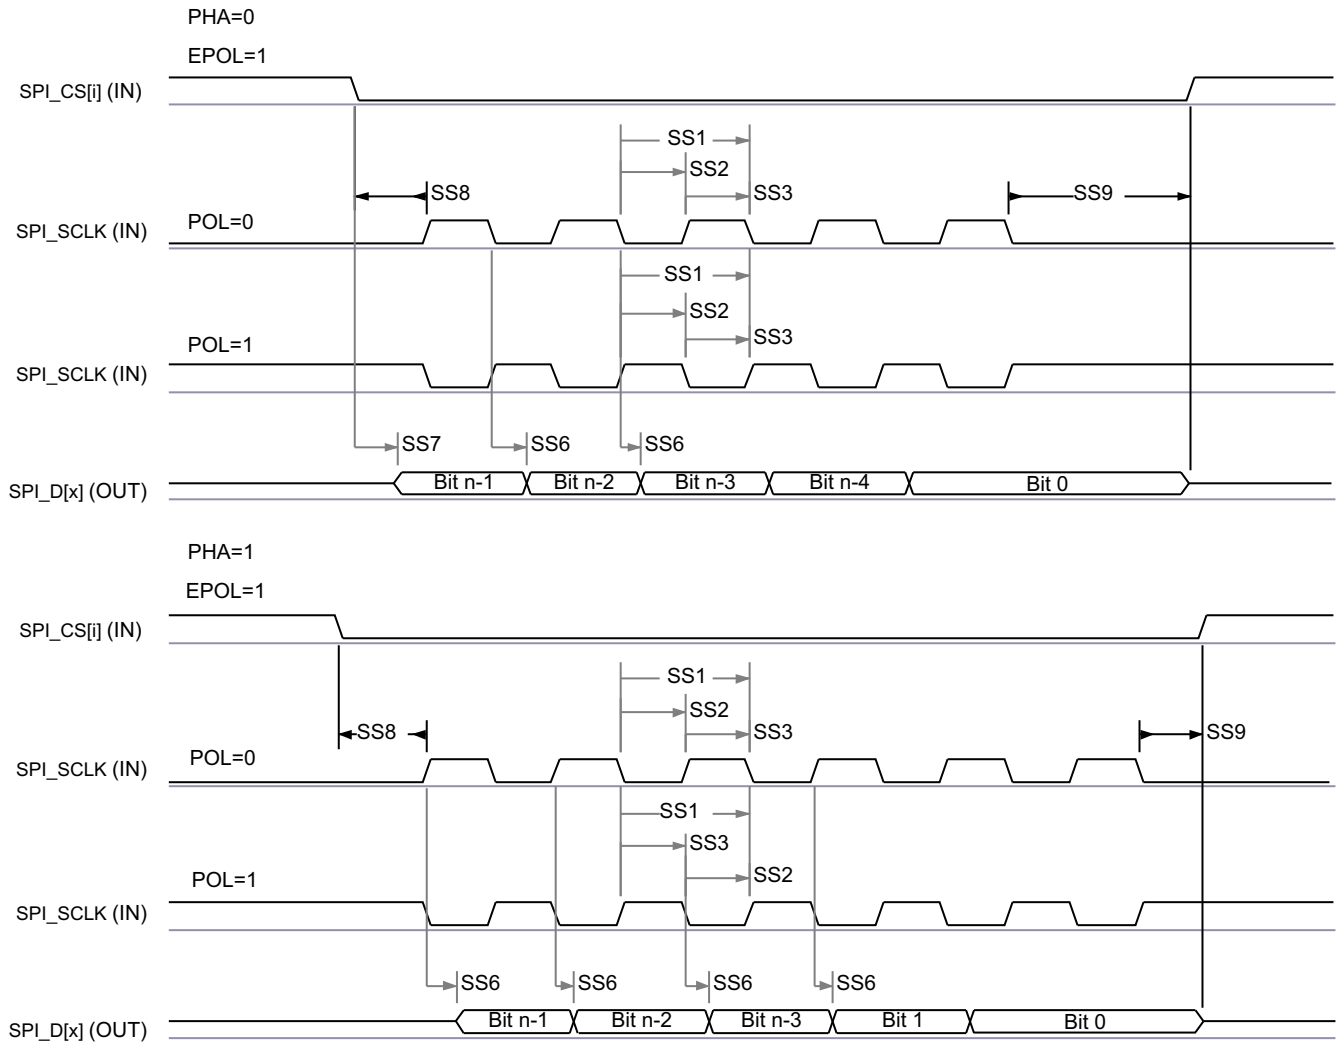 PHA=0
EPOL=1
SPI_CS[i] (IN)
SS1
SS2
SS8
SS3
SS9
POL=0
SPI_SCLK (IN)
SS1
SS2
SS3
POL=1
SPI_SCLK (IN)
SS7
SS6
SS6
SPI_D[x] (OUT)
Bit n-1
Bit n-2
Bit n-3
Bit n-4
Bit 0
PHA=1
EPOL=1
SPI_CS[i] (IN)
SS1
SS2
SS8
SS3
SS9
POL=0
SPI_SCLK (IN)
SS1
SS3
SS2
POL=1
SPI_SCLK (IN)
SS6
SS6
SS6
SS6
SPI_D[x] (OUT)
Bit n-1
Bit n-2
Bit n-3
Bit 1
Bit 0